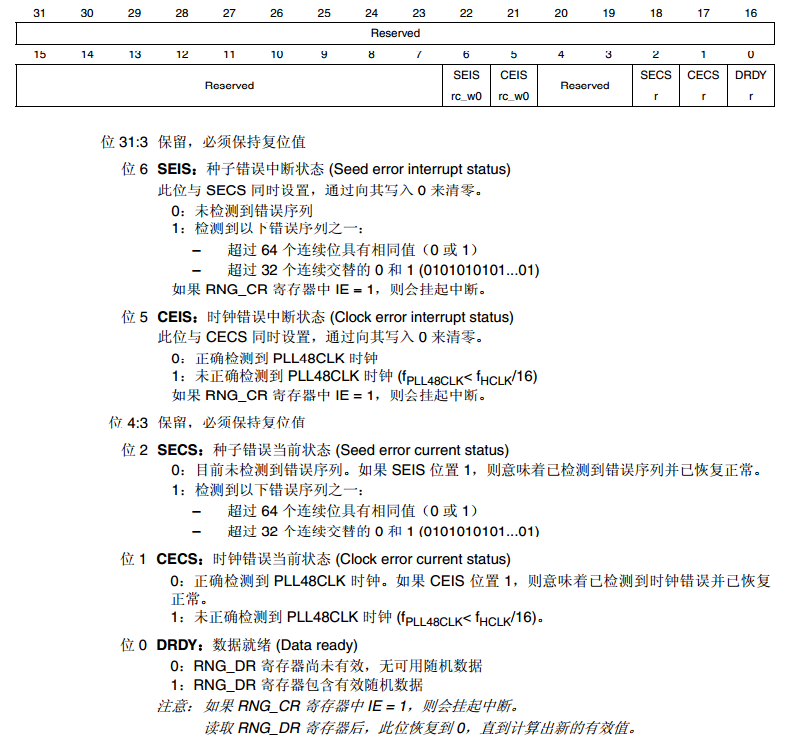 31 30 29 28 27 26 25 24 23 22 21 20 19 18 17 16
Reserved
15 14 13 12 11 10 9 8 7 6 5 4 3 2 1 0
Reserved SEIS CEIS Reserved SECS CECS DRDY
rc_w0 rc_w0 r r r
位 31:3 保留，必须保持复位值
位 6 SEIS：种子错误中断状态 (Seed error interrupt status)
此位与 SECS 同时设置，通过向其写入 0 来清零。
0：未检测到错误序列
1：检测到以下错误序列之一：
– 超过 64 个连续位具有相同值（0 或 1）
– 超过 32 个连续交替的 0 和 1 (0101010101...01)
如果 RNG_CR 寄存器中 IE = 1，则会挂起中断。
位 5 CEIS：时钟错误中断状态 (Clock error interrupt status)
此位与 CECS 同时设置，通过向其写入 0 来清零。
0：正确检测到 PLL48CLK 时钟
1：未正确检测到 PLL48CLK 时钟 (fPLL48CLK< fHCLK/16)
如果 RNG_CR 寄存器中 IE = 1，则会挂起中断。
位 4:3 保留，必须保持复位值
位 2 SECS：种子错误当前状态 (Seed error current status)
0：目前未检测到错误序列。如果 SEIS 位置 1，则意味着已检测到错误序列并已恢复正常。
1：检测到以下错误序列之一：
– 超过 64 个连续位具有相同值（0 或 1）
– 超过 32 个连续交替的 0 和 1 (0101010101...01)
位 1 CECS：时钟错误当前状态 (Clock error current status)
0：正确检测到 PLL48CLK 时钟。如果 CEIS 位置 1，则意味着已检测到时钟错误并已恢复
正常。
1：未正确检测到 PLL48CLK 时钟 (fPLL48CLK< fHCLK/16)。
位 0 DRDY：数据就绪 (Data ready)
0：RNG_DR 寄存器尚未有效，无可用随机数据
1：RNG_DR 寄存器包含有效随机数据
注意：如果 RNG_CR 寄存器中 IE = 1，则会挂起中断。
读取 RNG_DR 寄存器后，此位恢复到 0，直到计算出新的有效值。